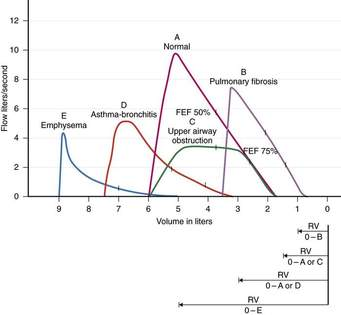 12
10
8
6
4
2
0
Flow liters/second
A
Normal
B
Pulmonary fibrosis
D
Asthma-bronchitis
E
Emphysema
FEF 50%
C
Upper airway
obstruction
FEF 75%
9 8 7 6 5 4 3 2 1 0
Volume in liters
RV
0–B
RV
0–A or C
RV
0–A or D
RV
0–E